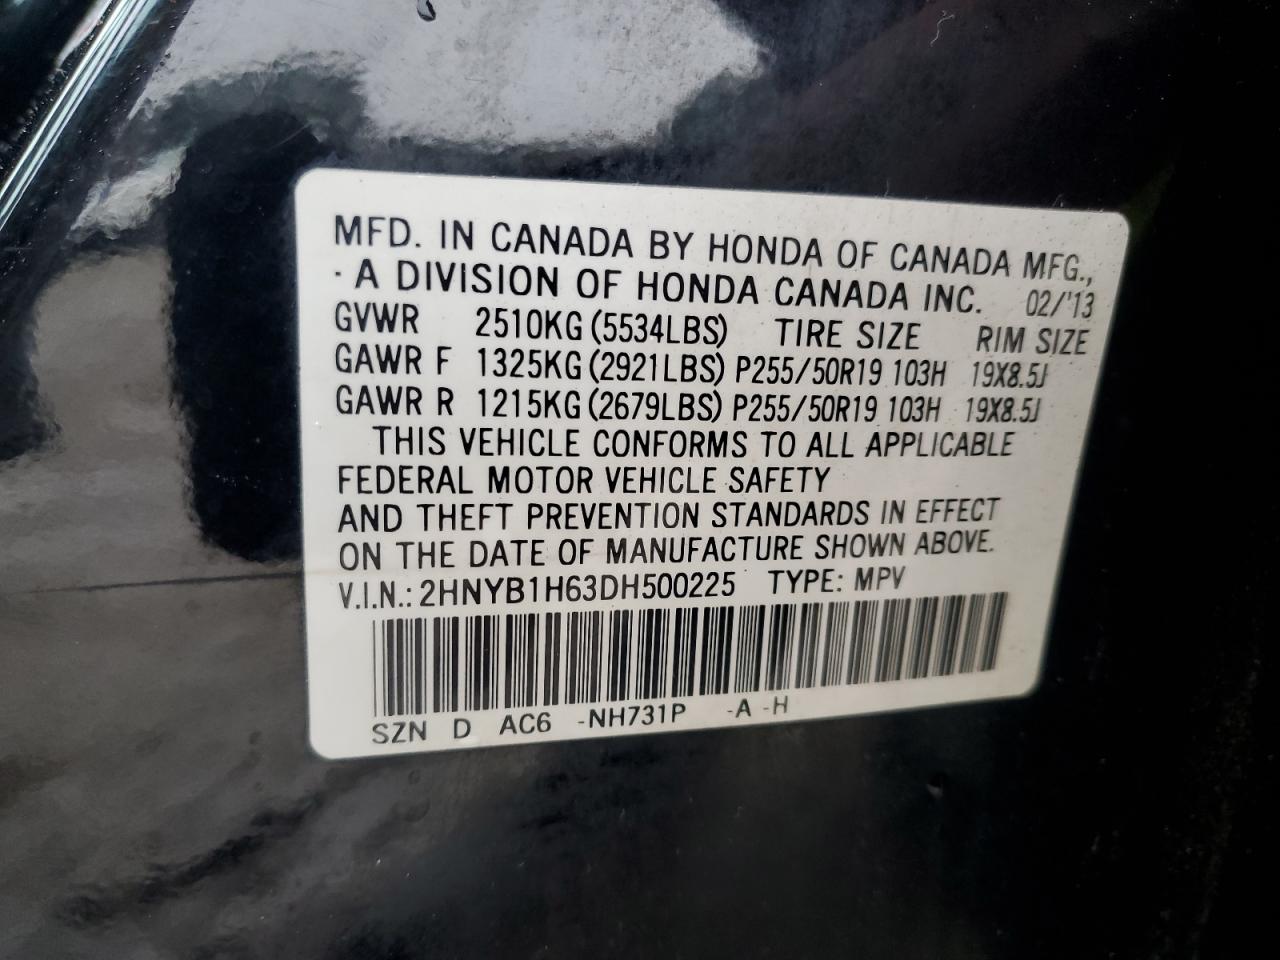 MFD. IN CANADA BY HONDA OF CANADA MFG.,
· A DIVISION OF HONDA CANADA INC. 02/'13
GVWR 2510KG (5534LBS) TIRE SIZE RIM SIZE
GAWR F 1325KG (2921LBS) P255/50R19 103H 19X8.5J
GAWR R 1215KG (2679LBS) P255/50R19 103H 19X8.5J
THIS VEHICLE CONFORMS TO ALL APPLICABLE
FEDERAL MOTOR VEHICLE SAFETY
AND THEFT PREVENTION STANDARDS IN EFFECT
ON THE DATE OF MANUFACTURE SHOWN ABOVE.
V.I.N.: 2HNYB1H63DH500225 TYPE: MPV
SZN D AC6 -NH731P -A -H